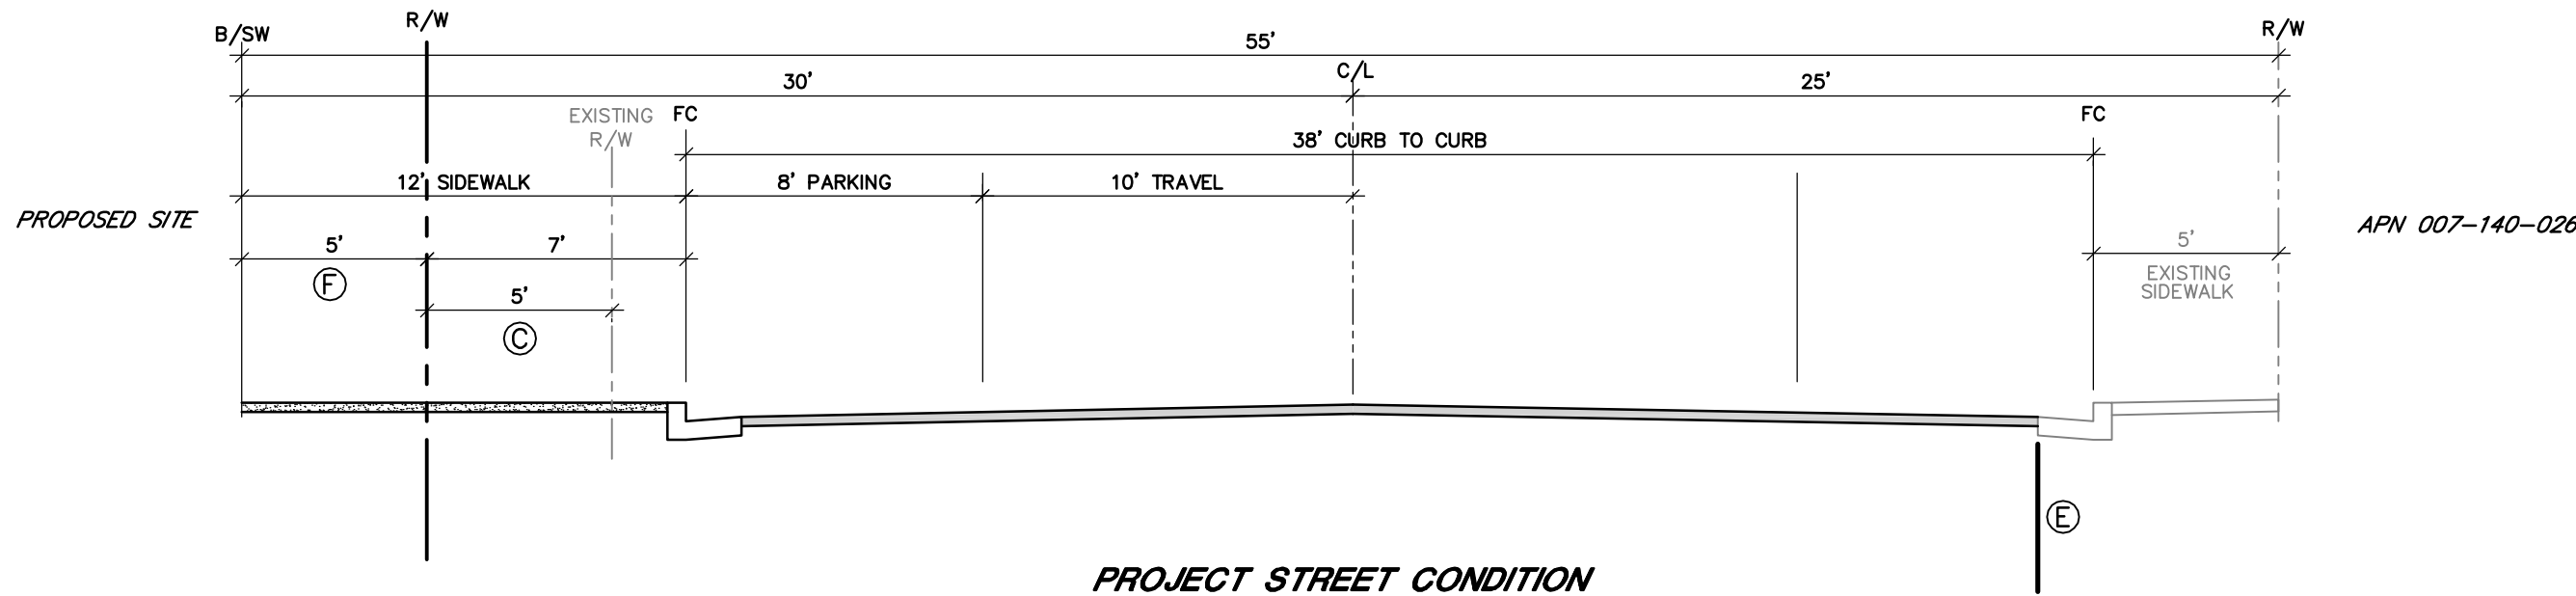 R/W
B/SW
R/W
55'
30'
C/L
25'
EXISTING
R/W
FC
FC
38' CURB TO CURB
12' SIDEWALK
8' PARKING
10' TRAVEL
PROPOSED SITE
APN 007-140-026
5'
7'
5'
EXISTING
SIDEWALK
F
5'
C
E
PROJECT STREET CONDITION